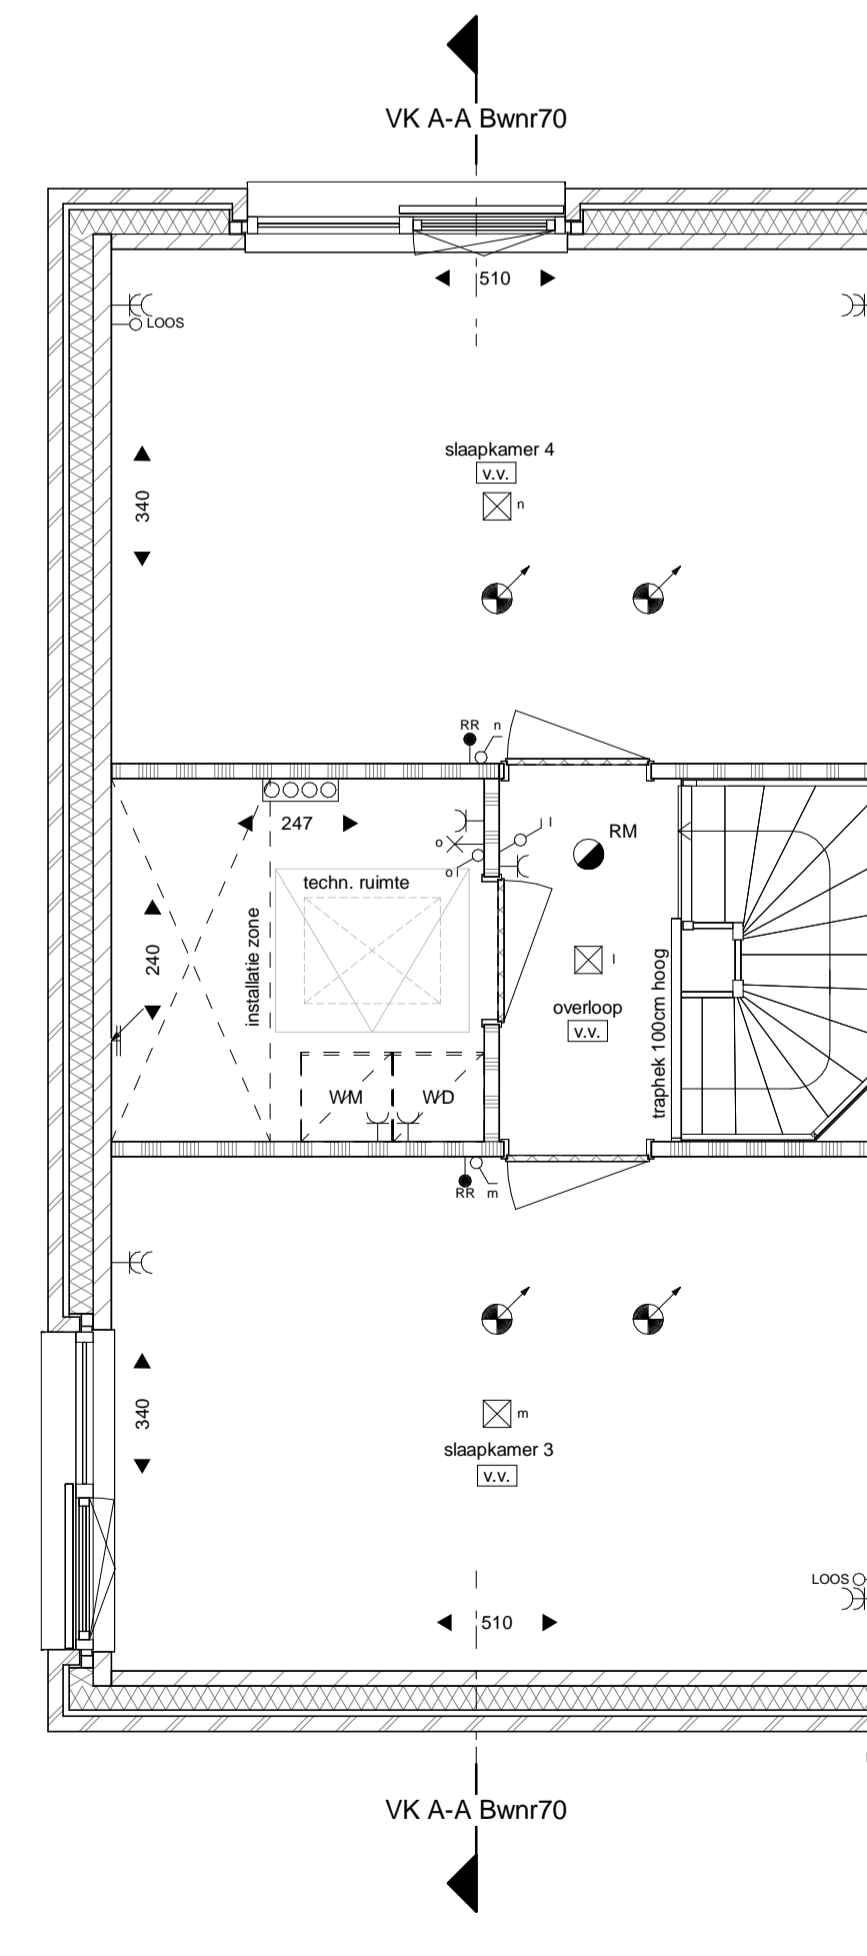 VK A-A Bwnr70
510
LOOS
slaapkamer 4
v.v.
n
340
RR n
247
o
l
RM
o
techn. ruimte
240
installatie zone
l
overloop
v.v.
traphek 100cm hoog
WM
WD
RR m
340
m
slaapkamer 3
v.v.
LOOS
510
VK A-A Bwnr70